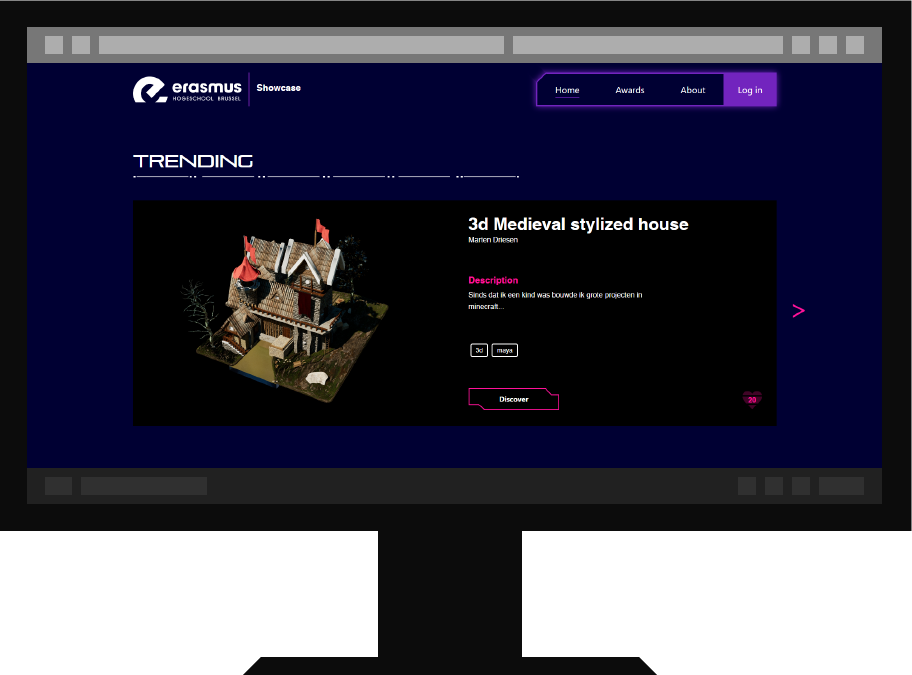 erasmus
HOGESCHOOL BRUSSEL
Showcase
Home
Awards
About
Log in
TRENDING
3d Medieval stylized house
Marten Driesen
Description
Sinds dat ik een kind was bouwde ik grote projecten in
minecraft...
3d
maya
Discover
20
>